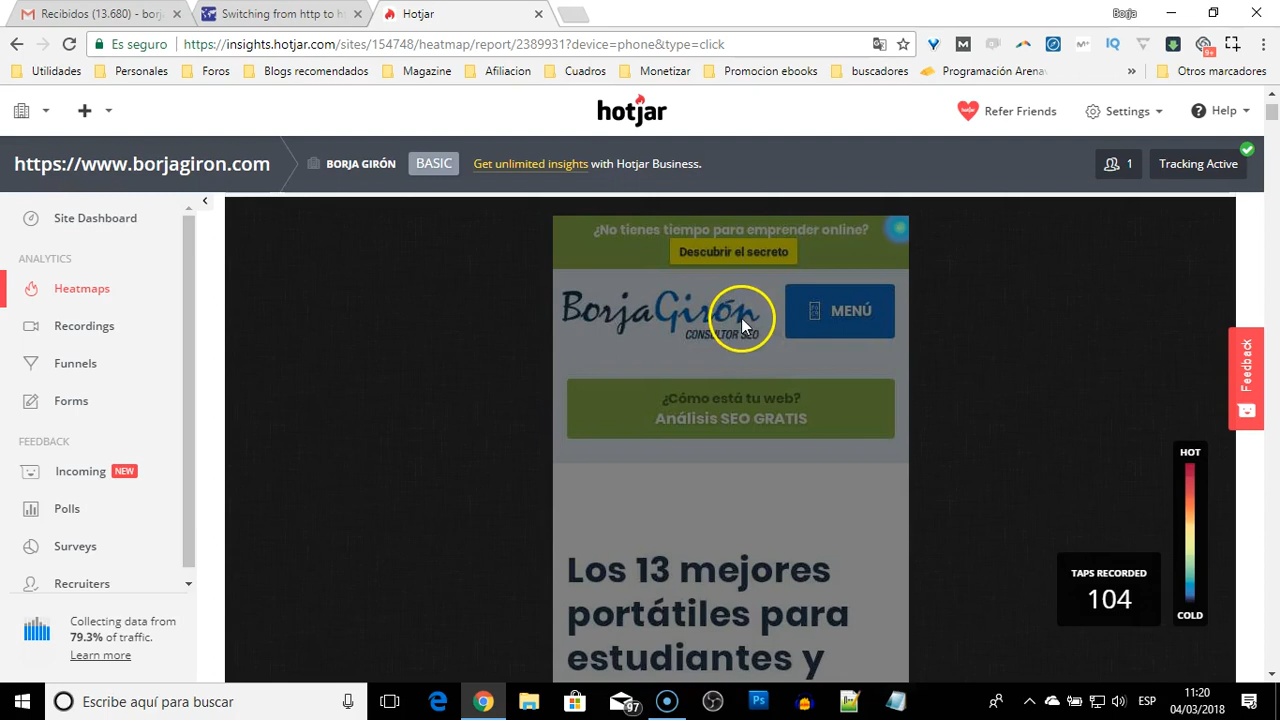 Recibidos (13.680) - borj
Switching from http to ht
Hotjar
Borja
Es seguro
https://insights.hotjar.com/sites/154748/heatmap/report/2389931?device=phone&type=click
Utilidades
Personales
Foros
Blogs recomendados
Magazine
Afiliacion
Cuadros
Monetizar
Promocion ebooks
buscadores
Programación Arena
Otros marcadores
hotjar
Refer Friends
Settings
Help
https://www.borjagiron.com
BORJA GIRÓN
BASIC
Get unlimited insights with Hotjar Business.
1
Tracking Active
Site Dashboard
ANALYTICS
Heatmaps
Recordings
Funnels
Forms
FEEDBACK
Incoming NEW
Polls
Surveys
Recruiters
Collecting data from
79.3% of traffic.
Learn more
¿No tienes tiempo para emprender online?
Descubrir el secreto
BorjaGirón
CONSULTOR SEO
MENÚ
¿Cómo está tu web?
Análisis SEO GRATIS
Los 13 mejores
portátiles para
estudiantes y
Feedback
HOT
COLD
TAPS RECORDED
104
Escribe aquí para buscar
97
ESP
11:20
04/03/2018